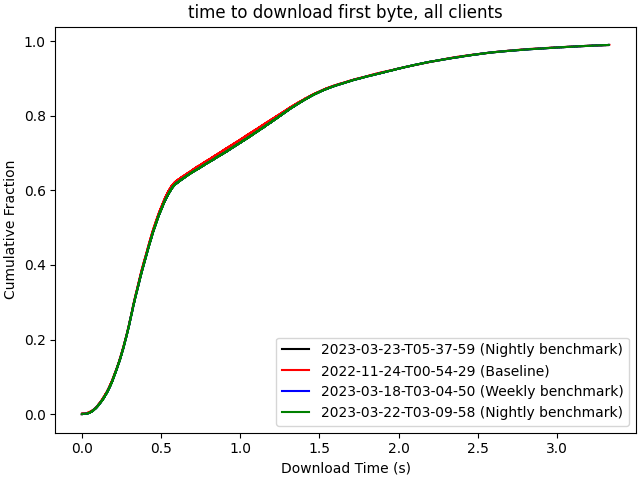 time to download first byte, all clients
Cumulative Fraction
1.0
0.8
0.6
0.4
0.2
0.0
2023-03-23-T05-37-59 (Nightly benchmark)
2022-11-24-T00-54-29 (Baseline)
2023-03-18-T03-04-50 (Weekly benchmark)
2023-03-22-T03-09-58 (Nightly benchmark)
0.0 0.5 1.0 1.5 2.0 2.5 3.0
Download Time (s)